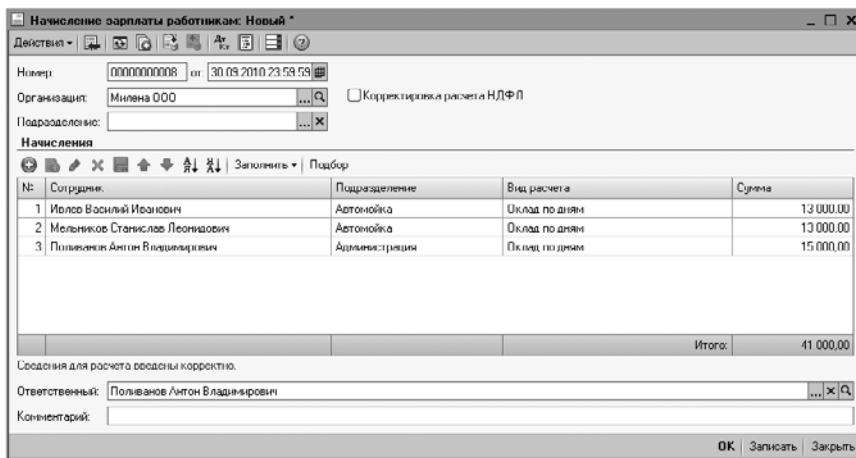 Начисление зарплаты работникам: Новый *
Действия
Дт Кт
Номер: 00000000008 от: 30.09.2010 23:59:59
Организация: Милена ООО ... Корректировка расчета НДФЛ
Подразделение: ...
Начисления
Заполнить Подбор
№ Сотрудник Подразделение Вид расчета Сумма
1 Ивлев Василий Иванович Автомойка Оклад по дням 13 000,00
2 Мельников Станислав Леонидович Автомойка Оклад по дням 13 000,00
3 Поливанов Антон Владимирович Администрация Оклад по дням 15 000,00
Итого: 41 000,00
Сведения для расчета введены корректно.
Ответственный: Поливанов Антон Владимирович ...
Комментарий:
OK Записать Закрыть